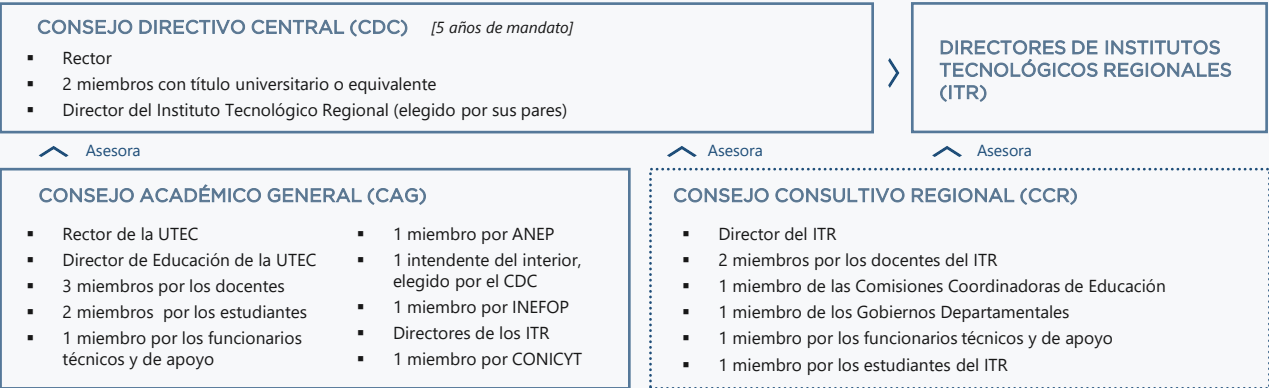 CONSEJO DIRECTIVO CENTRAL (CDC) [5 años de mandato]
▪ Rector
▪ 2 miembros con título universitario o equivalente
▪ Director del Instituto Tecnológico Regional (elegido por sus pares)
DIRECTORES DE INSTITUTOS
TECNOLÓGICOS REGIONALES
(ITR)
Asesora
Asesora
Asesora
CONSEJO ACADÉMICO GENERAL (CAG)
▪ Rector de la UTEC
▪ Director de Educación de la UTEC
▪ 3 miembros por los docentes
▪ 2 miembros por los estudiantes
▪ 1 miembro por los funcionarios
técnicos y de apoyo
▪ 1 miembro por ANEP
▪ 1 intendente del interior,
elegido por el CDC
▪ 1 miembro por INEFOP
▪ Directores de los ITR
▪ 1 miembro por CONICYT
CONSEJO CONSULTIVO REGIONAL (CCR)
▪ Director del ITR
▪ 2 miembros por los docentes del ITR
▪ 1 miembro de las Comisiones Coordinadoras de Educación
▪ 1 miembro de los Gobiernos Departamentales
▪ 1 miembro por los funcionarios técnicos y de apoyo
▪ 1 miembro por los estudiantes del ITR